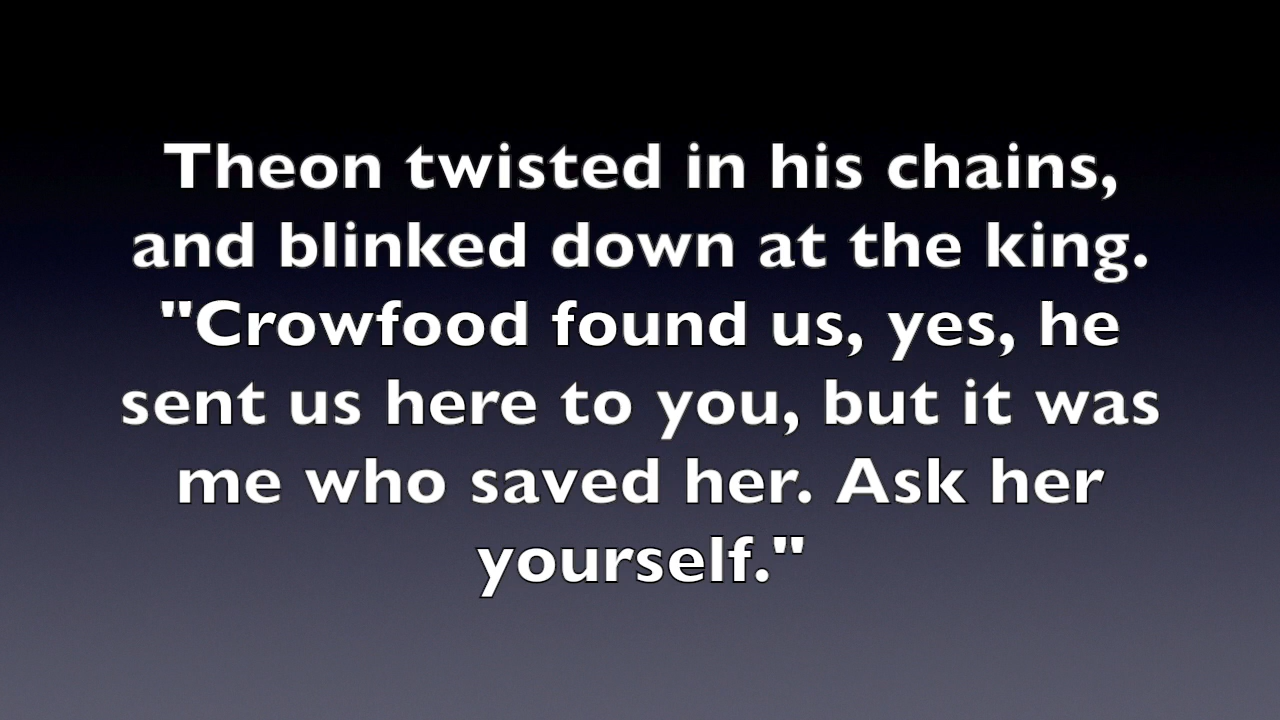 Theon twisted in his chains,
and blinked down at the king.
"Crowfood found us, yes, he
sent us here to you, but it was
me who saved her. Ask her
yourself."